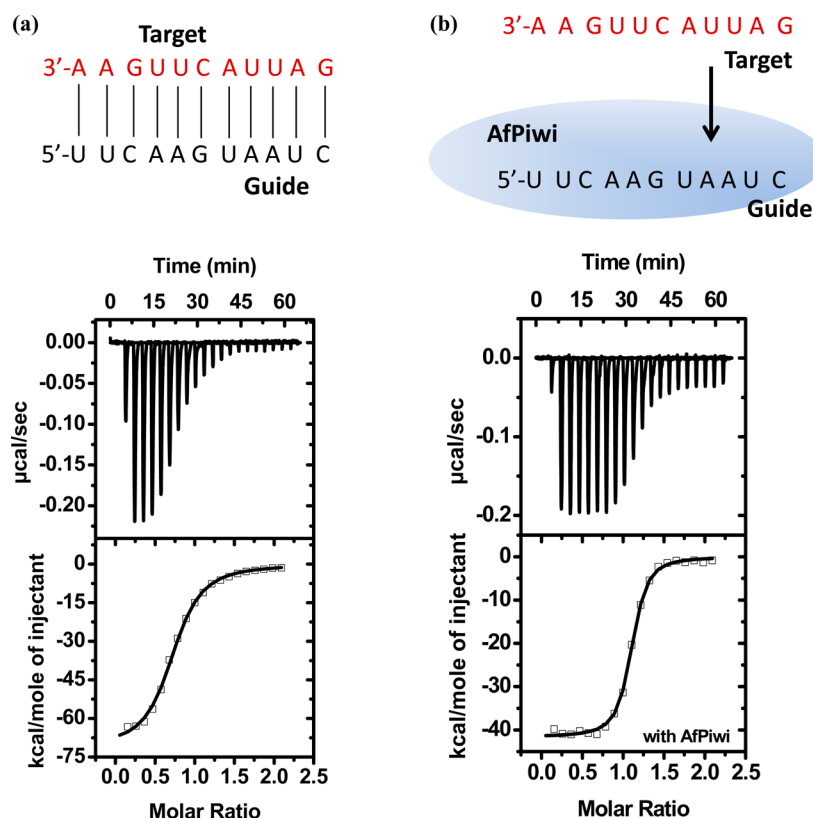 (a)
Target
3’-A A G U U C A U U A G
5’-U U C A A G U A A U C
Guide
Time (min)
0 15 30 45 60
0.00
-0.05
-0.10
-0.15
-0.20
µcal/sec
0
-15
-30
-45
-60
-75
kcal/mole of injectant
0.0 0.5 1.0 1.5 2.0 2.5
Molar Ratio
(b)
3’-A A G U U C A U U A G
Target
AfPiwi
5’-U U C A A G U A A U C
Guide
Time (min)
0 15 30 45 60
0.0
-0.1
-0.2
µcal/sec
0
-10
-20
-30
-40
kcal/mole of injectant
with AfPiwi
0.0 0.5 1.0 1.5 2.0 2.5
Molar Ratio